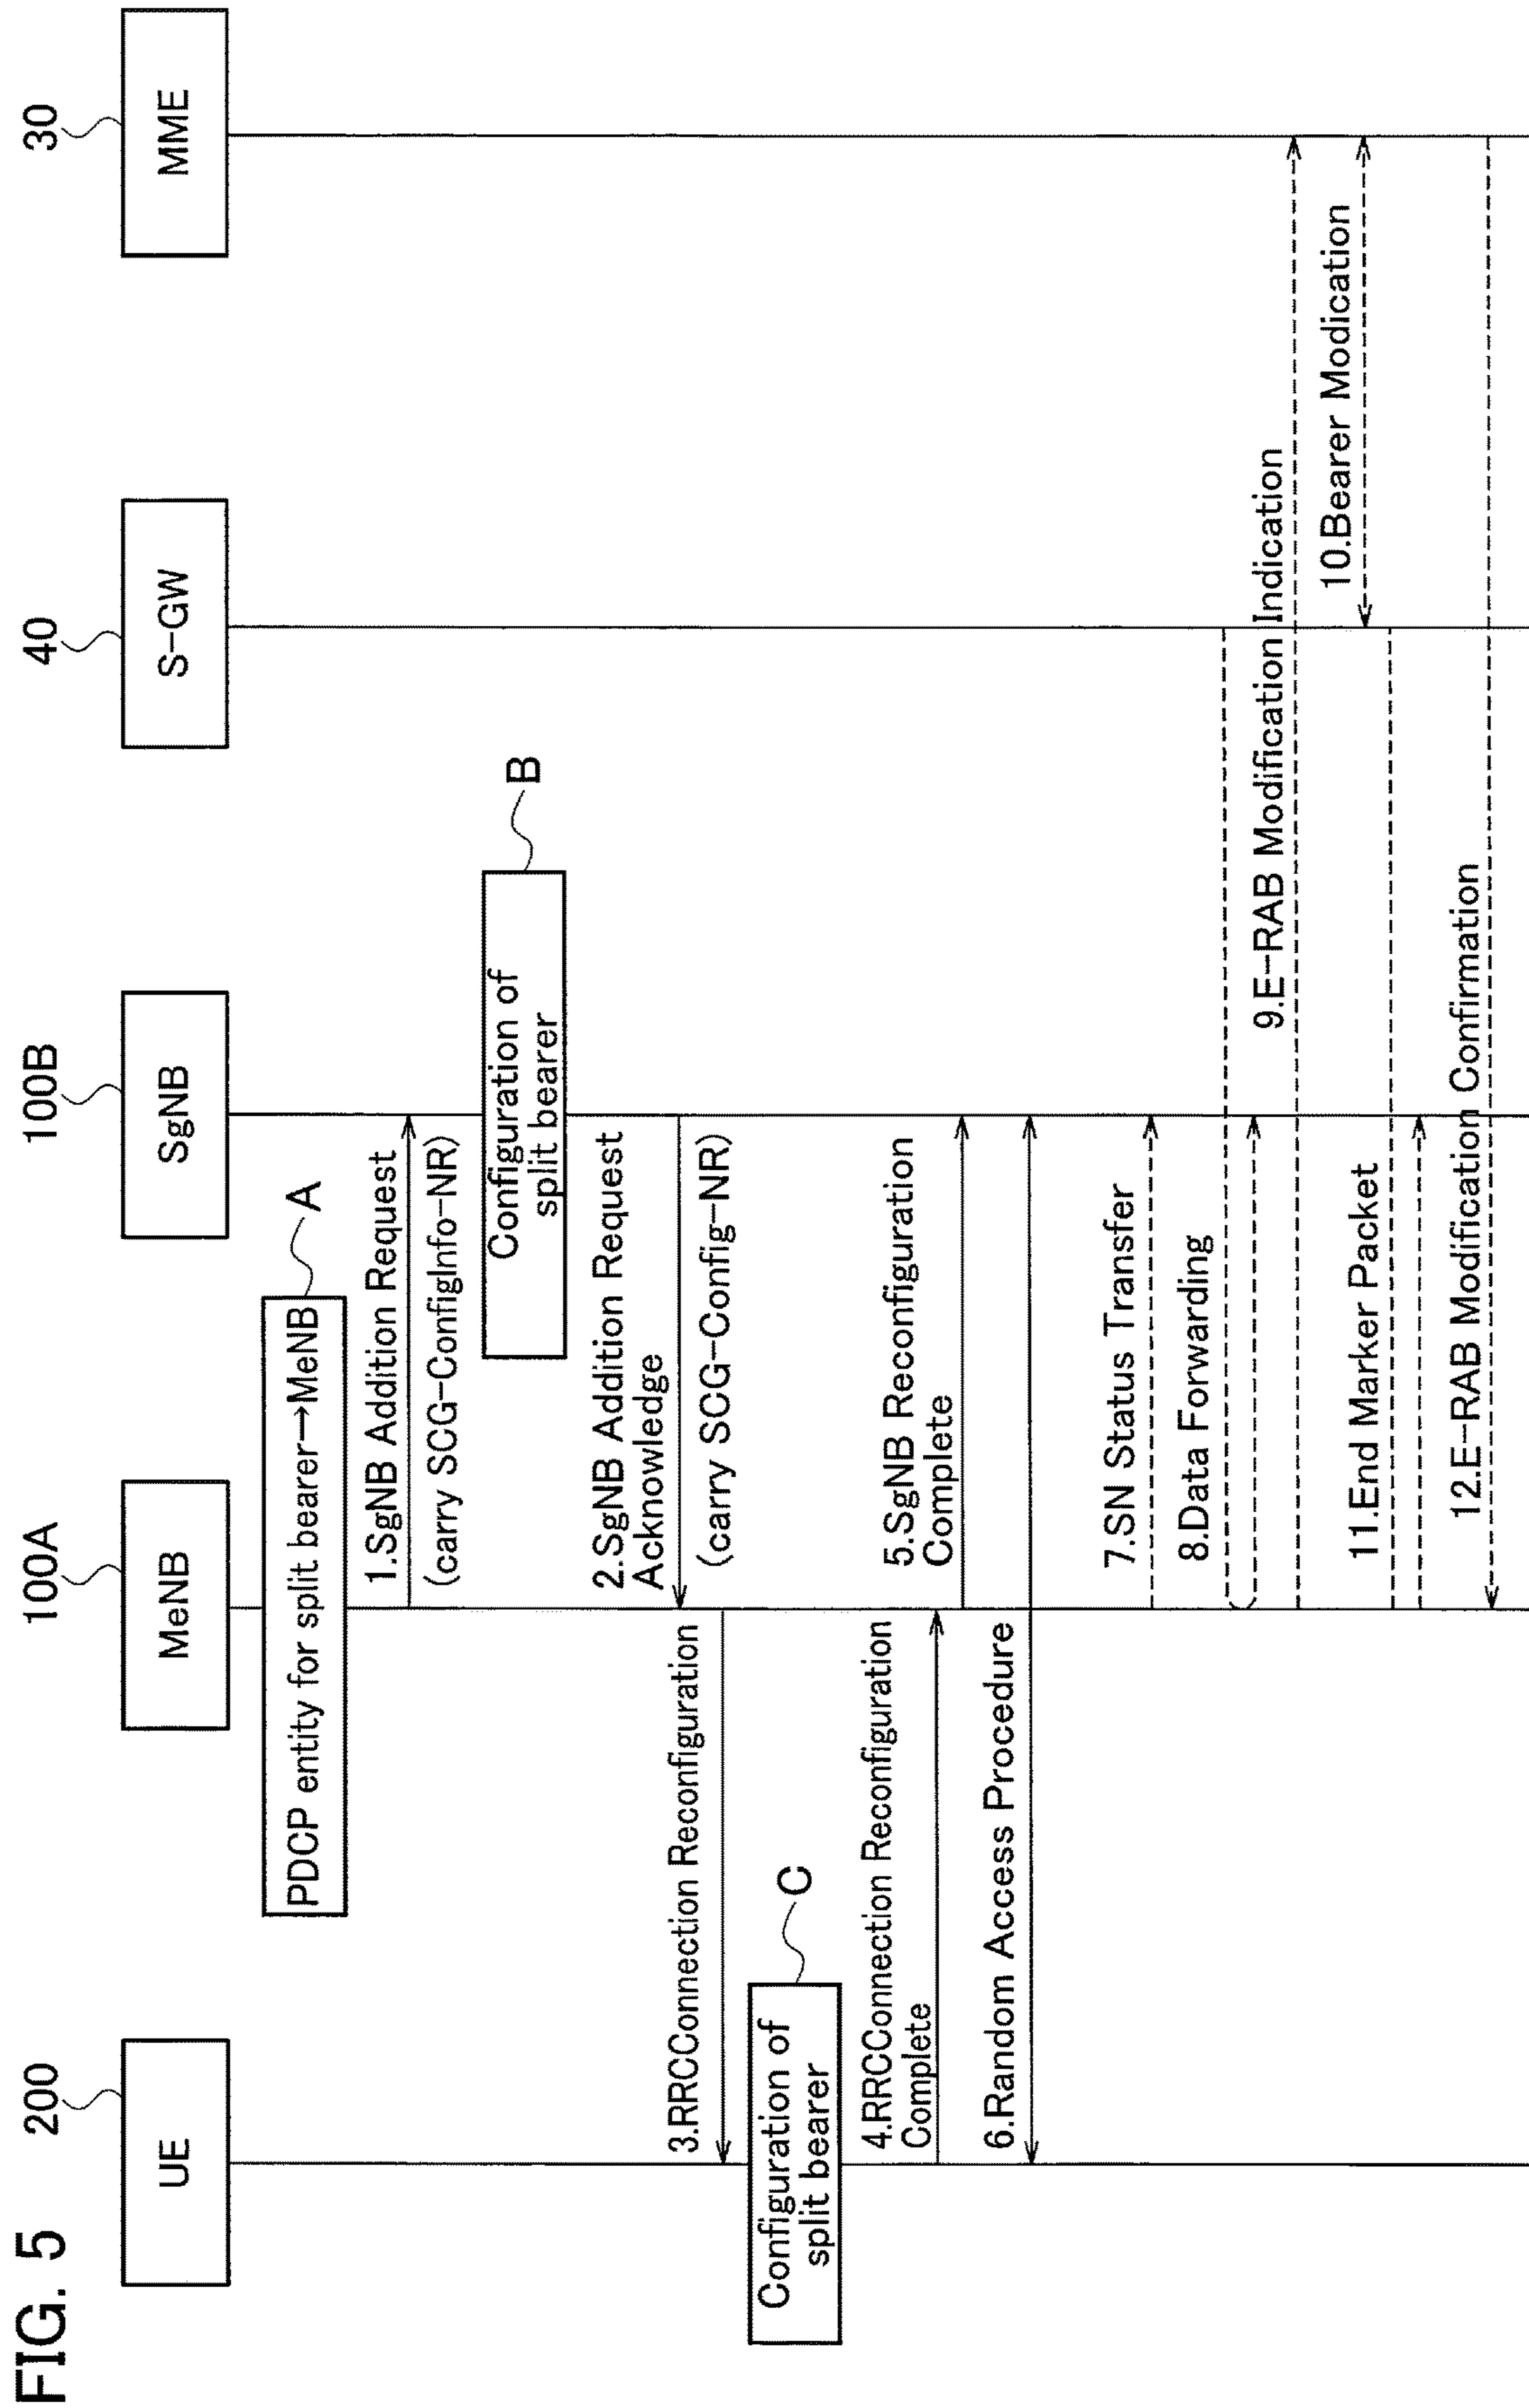 FIG. 5
200
100A
100B
40
30
UE
MeNB
SgNB
S-GW
MME
PDCP entity for split bearer→MeNB
A
1.SgNB Addition Request
(carry SCG-ConfigInfo-NR)
Configuration of
split bearer
B
2.SgNB Addition Request
Acknowledge
(carry SCG-Config-NR)
3.RRCConnection Reconfiguration
Configuration of
split bearer
C
4.RRCConnection Reconfiguration
Complete
5.SgNB Reconfiguration
Complete
6.Random Access Procedure
7.SN Status Transfer
8.Data Forwarding
9.E-RAB Modification Indication
10.Bearer Modication
11.End Marker Packet
12.E-RAB Modification Confirmation